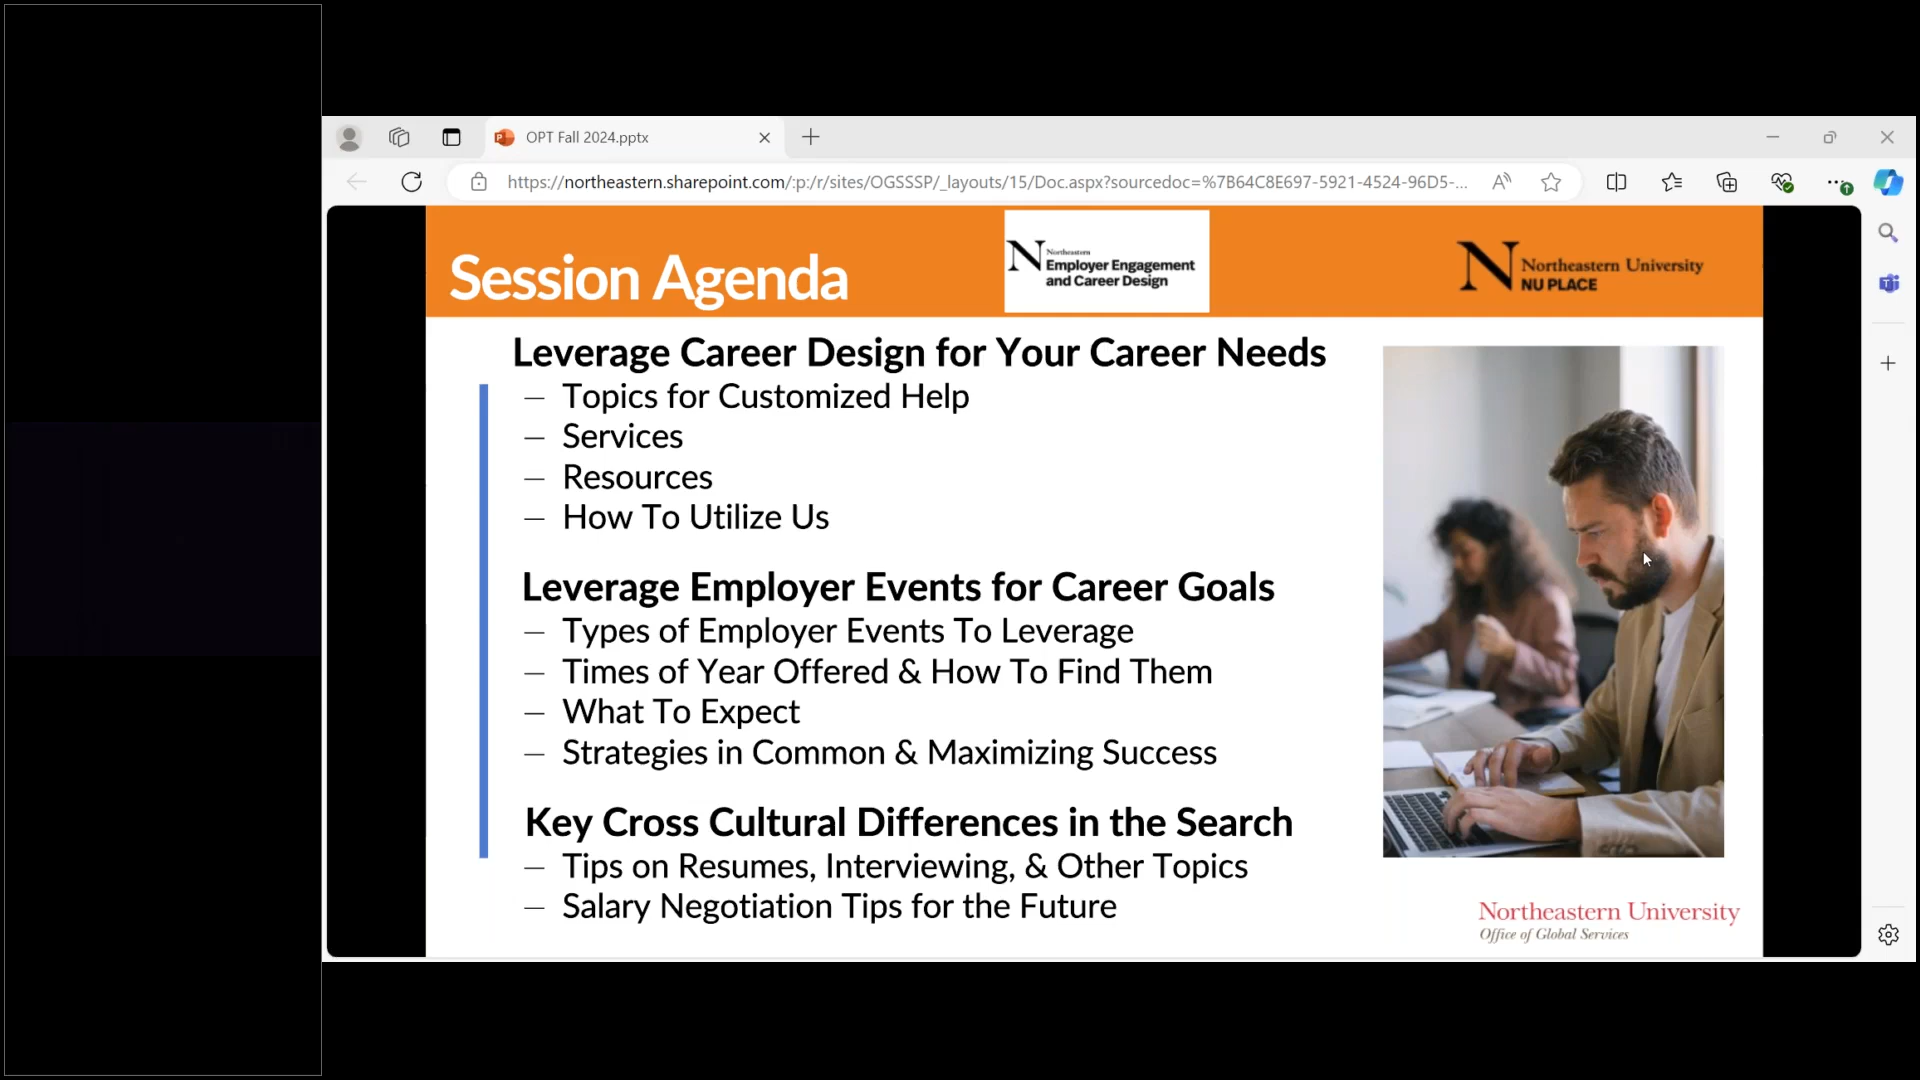 OPT Fall 2024.pptx
https://northeastern.sharepoint.com/:p:/r/sites/OGSSSP/_layouts/15/Doc.aspx?sourcedoc=%7B64C8E697-5921-4524-96D5-...
Session Agenda
Northeastern
Employer Engagement
and Career Design
Northeastern University
NU PLACE
Leverage Career Design for Your Career Needs
— Topics for Customized Help
— Services
— Resources
— How To Utilize Us
Leverage Employer Events for Career Goals
— Types of Employer Events To Leverage
— Times of Year Offered & How To Find Them
— What To Expect
— Strategies in Common & Maximizing Success
Key Cross Cultural Differences in the Search
— Tips on Resumes, Interviewing, & Other Topics
— Salary Negotiation Tips for the Future
Northeastern University
Office of Global Services